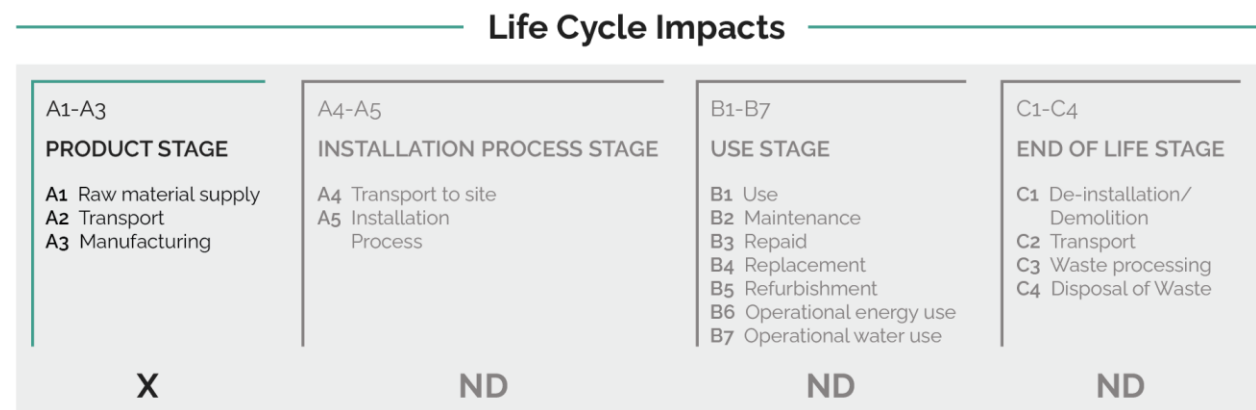 Life Cycle Impacts
A1-A3
PRODUCT STAGE
A1 Raw material supply
A2 Transport
A3 Manufacturing
X
A4-A5
INSTALLATION PROCESS STAGE
A4 Transport to site
A5 Installation
Process
ND
B1-B7
USE STAGE
B1 Use
B2 Maintenance
B3 Repaid
B4 Replacement
B5 Refurbishment
B6 Operational energy use
B7 Operational water use
ND
C1-C4
END OF LIFE STAGE
C1 De-installation/
Demolition
C2 Transport
C3 Waste processing
C4 Disposal of Waste
ND